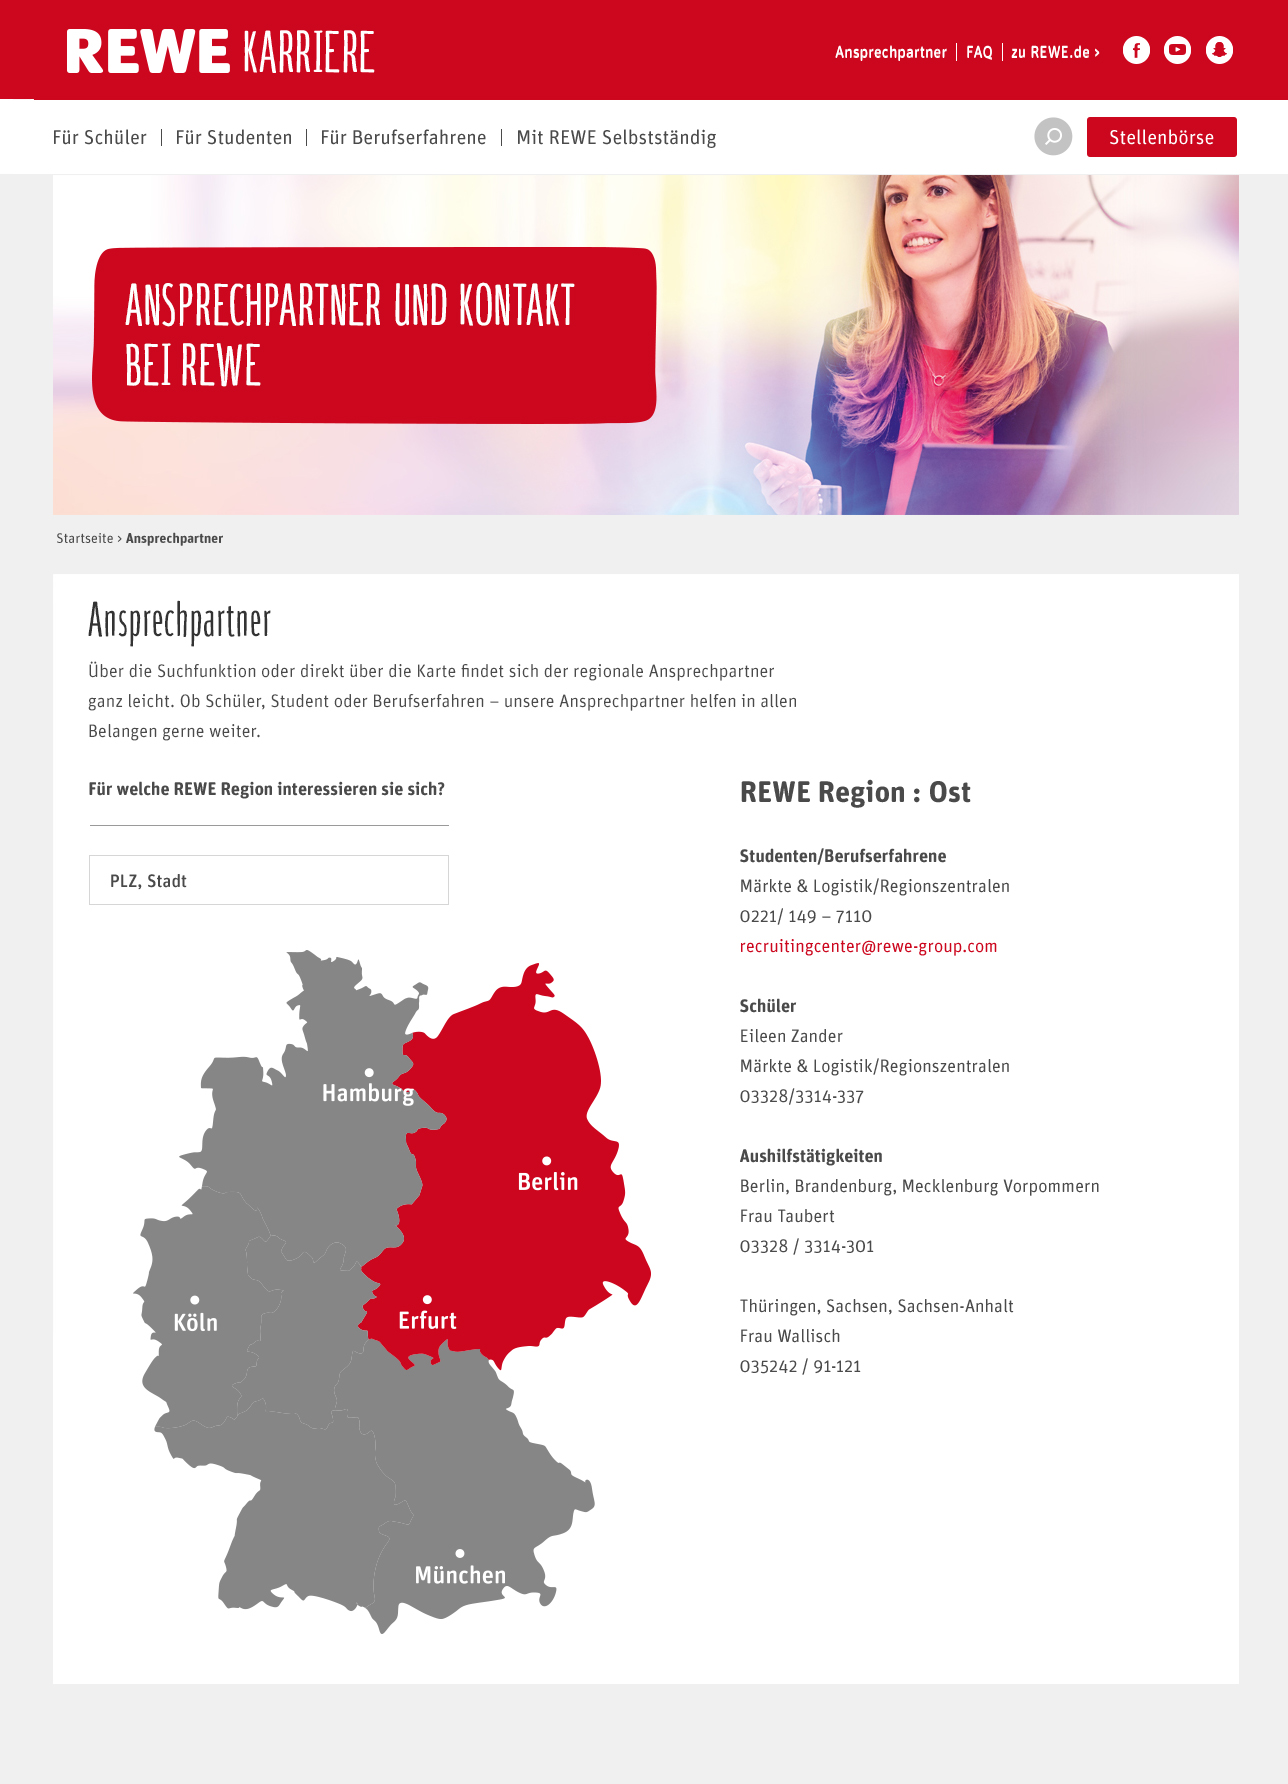 REWE KARRIERE
Ansprechpartner | FAQ | zu REWE.de ›
Für Schüler | Für Studenten | Für Berufserfahrene | Mit REWE Selbstständig
Stellenbörse
ANSPRECHPARTNER UND KONTAKT
BEI REWE
Startseite › Ansprechpartner
Ansprechpartner
Über die Suchfunktion oder direkt über die Karte findet sich der regionale Ansprechpartner
ganz leicht. Ob Schüler, Student oder Berufserfahren – unsere Ansprechpartner helfen in allen
Belangen gerne weiter.
Für welche REWE Region interessieren sie sich?
PLZ, Stadt
Hamburg
Berlin
Köln
Erfurt
München
REWE Region : Ost
Studenten/Berufserfahrene
Märkte & Logistik/Regionszentralen
0221/ 149 – 7110
recruitingcenter@rewe-group.com
Schüler
Eileen Zander
Märkte & Logistik/Regionszentralen
03328/3314-337
Aushilfstätigkeiten
Berlin, Brandenburg, Mecklenburg Vorpommern
Frau Taubert
03328 / 3314-301
Thüringen, Sachsen, Sachsen-Anhalt
Frau Wallisch
035242 / 91-121